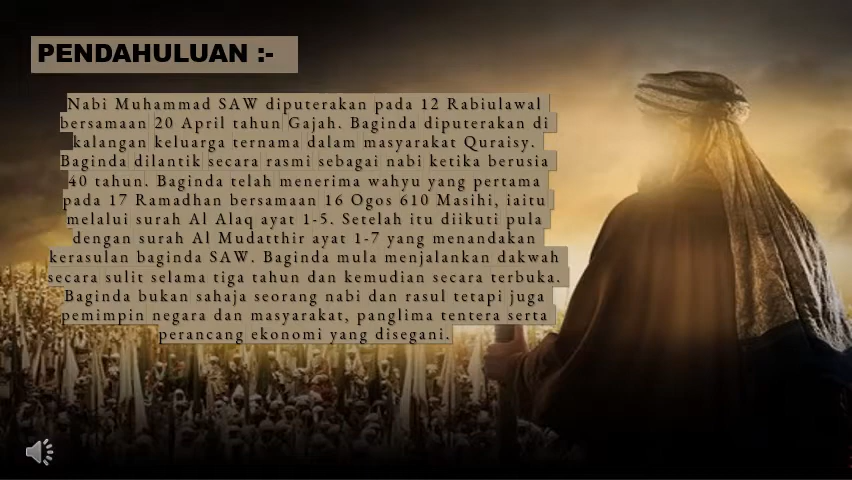 PENDAHULUAN :-
Nabi Muhammad SAW diputerakan pada 12 Rabiulawal
bersamaan 20 April tahun Gajah. Baginda diputerakan di
kalangan keluarga ternama dalam masyarakat Quraisy.
Baginda dilantik secara rasmi sebagai nabi ketika berusia
40 tahun. Baginda telah menerima wahyu yang pertama
pada 17 Ramadhan bersamaan 16 Ogos 610 Masihi, iaitu
melalui surah Al Alaq ayat 1-5. Setelah itu diikuti pula
dengan surah Al Mudatthir ayat 1-7 yang menandakan
kerasulan baginda SAW. Baginda mula menjalankan dakwah
secara sulit selama tiga tahun dan kemudian secara terbuka.
Baginda bukan sahaja seorang nabi dan rasul tetapi juga
pemimpin negara dan masyarakat, panglima tentera serta
perancang ekonomi yang disegani.